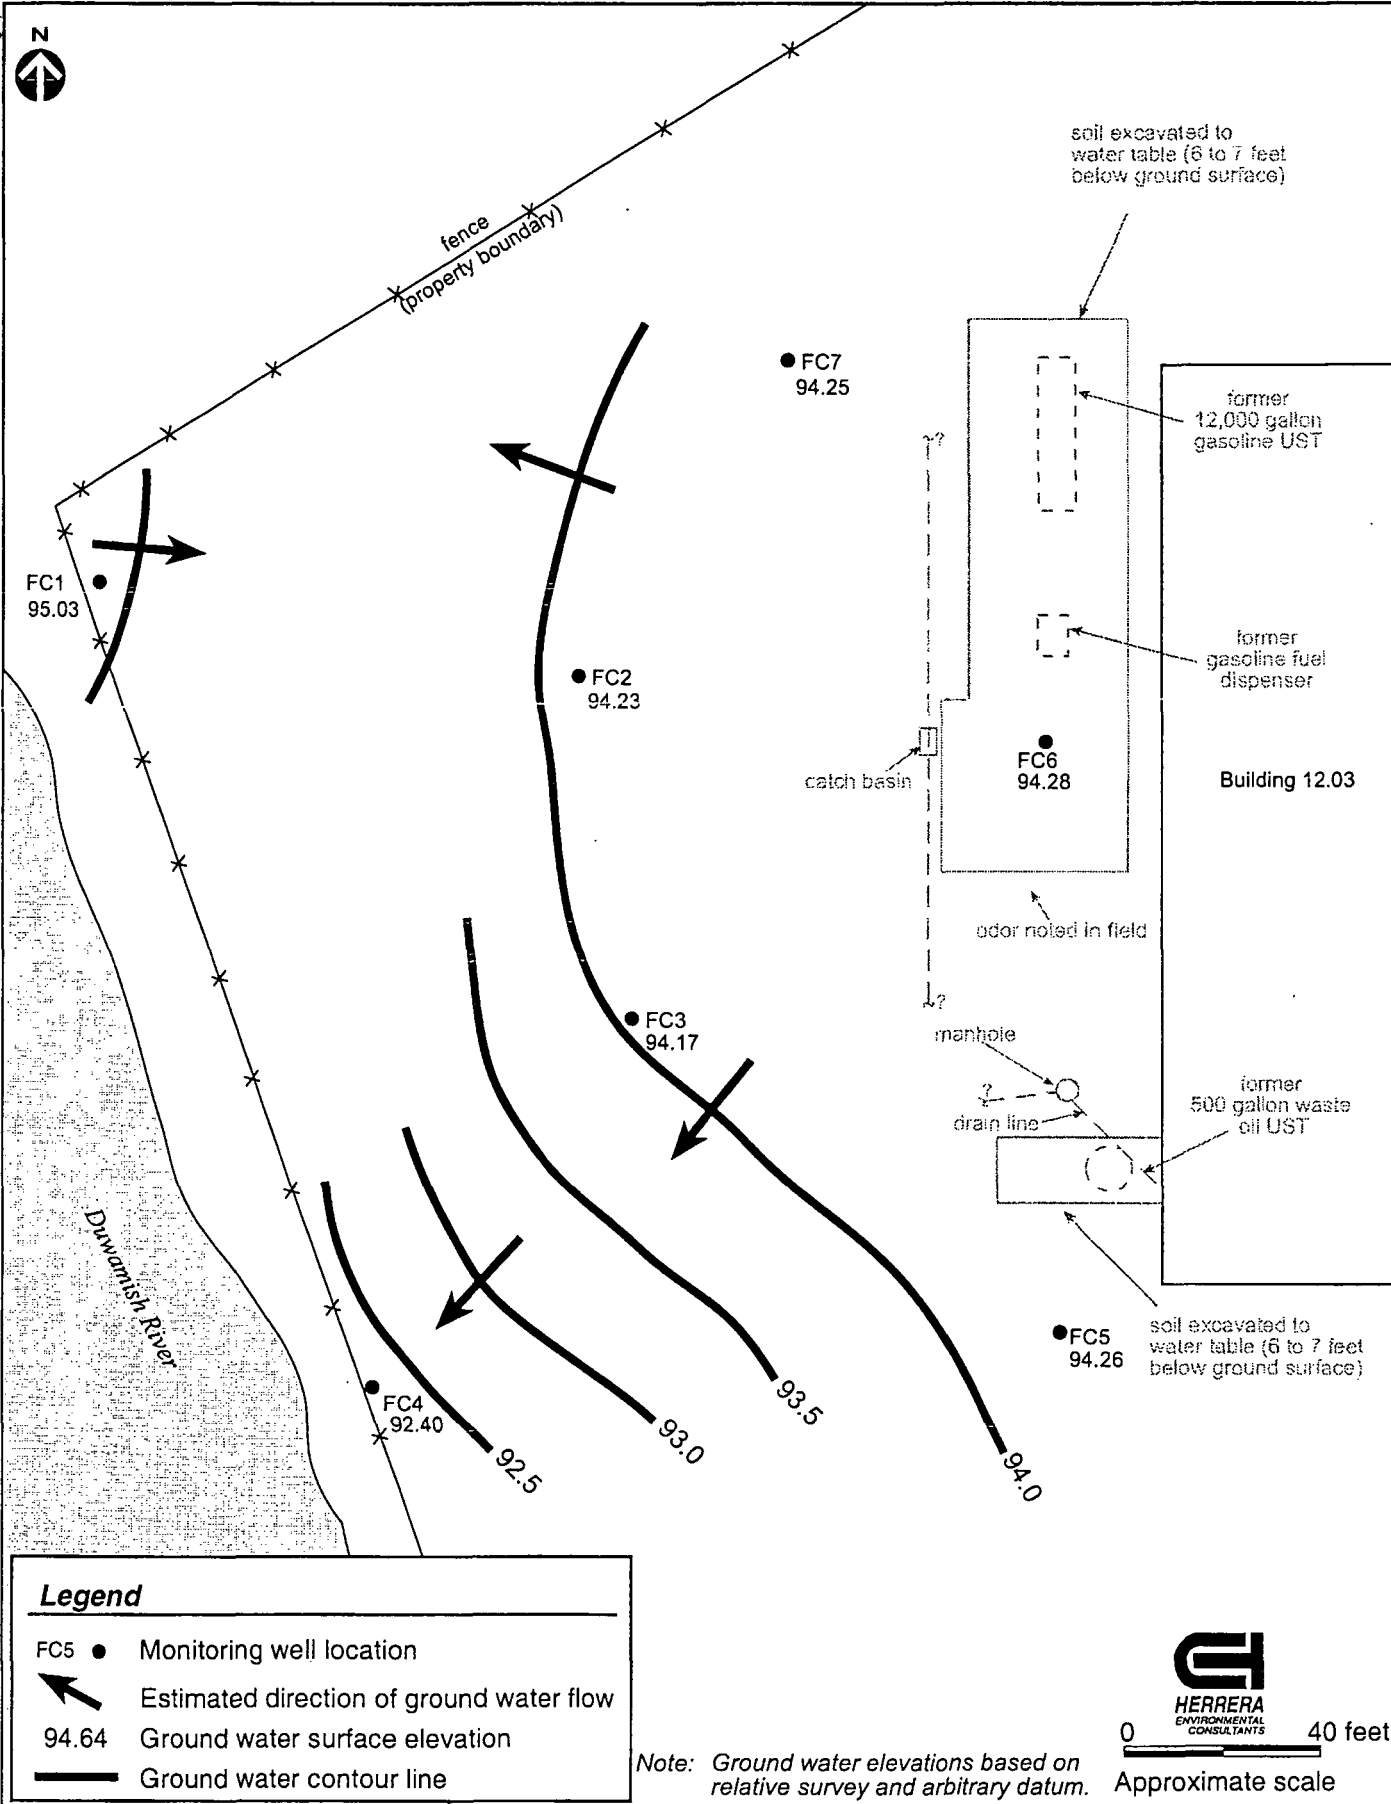 N
soil excavated to
water table (6 to 7 feet
below ground surface)
fence
(property boundary)
FC7
94.25
former
12,000 gallon
gasoline UST
?
FC1
95.03
former
gasoline fuel
dispenser
FC2
94.23
FC6
94.28
catch basin
Building 12.03
odor noted in field
?
FC3
94.17
manhole
?
drain line
former
500 gallon waste
oil UST
Duwamish River
FC5
94.26
soil excavated to
water table (6 to 7 feet
below ground surface)
FC4
92.40
93.5
93.0
92.5
94.0
Legend
FC5 Monitoring well location
Estimated direction of ground water flow
94.64 Ground water surface elevation
Ground water contour line
Note: Ground water elevations based on
relative survey and arbitrary datum.
HERRERA
ENVIRONMENTAL
CONSULTANTS
0 40 feet
Approximate scale